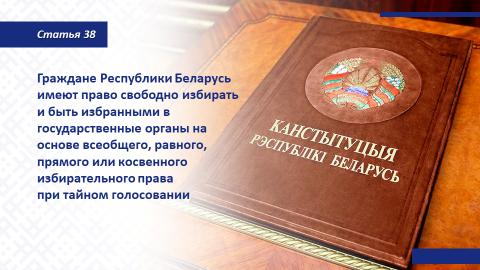 Статья 38
Граждане Республики Беларусь
имеют право свободно избирать
и быть избранными в
государственные органы на
основе всеобщего, равного,
прямого или косвенного
избирательного права
при тайном голосовании
КАНСТЫТУЦЫЯ
РЭСПУБЛІКІ БЕЛАРУСЬ